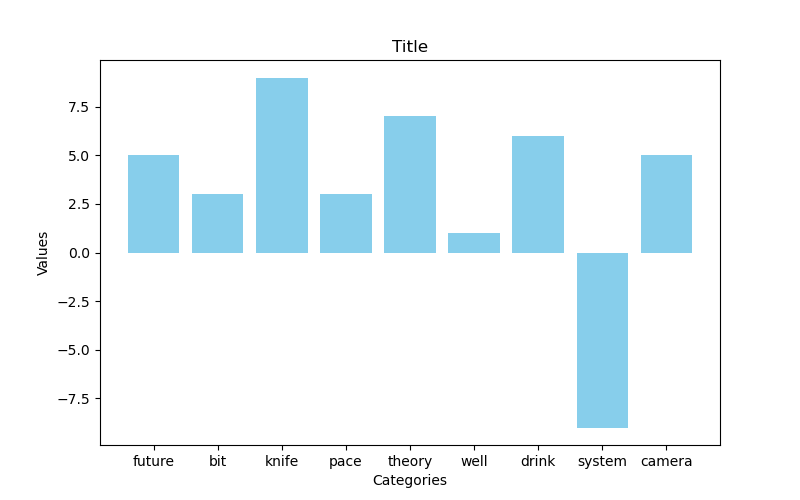 Title
7.5
5.0
2.5
0.0
−2.5
−5.0
−7.5
Values
future bit knife pace theory well drink system camera
Categories